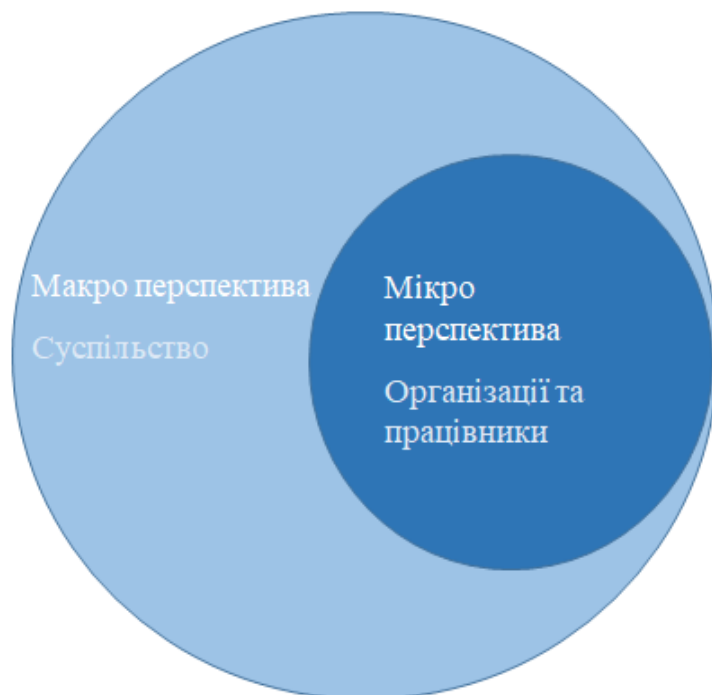 Макро перспектива
Суспільство
Мікро
перспектива
Організації та
працівники